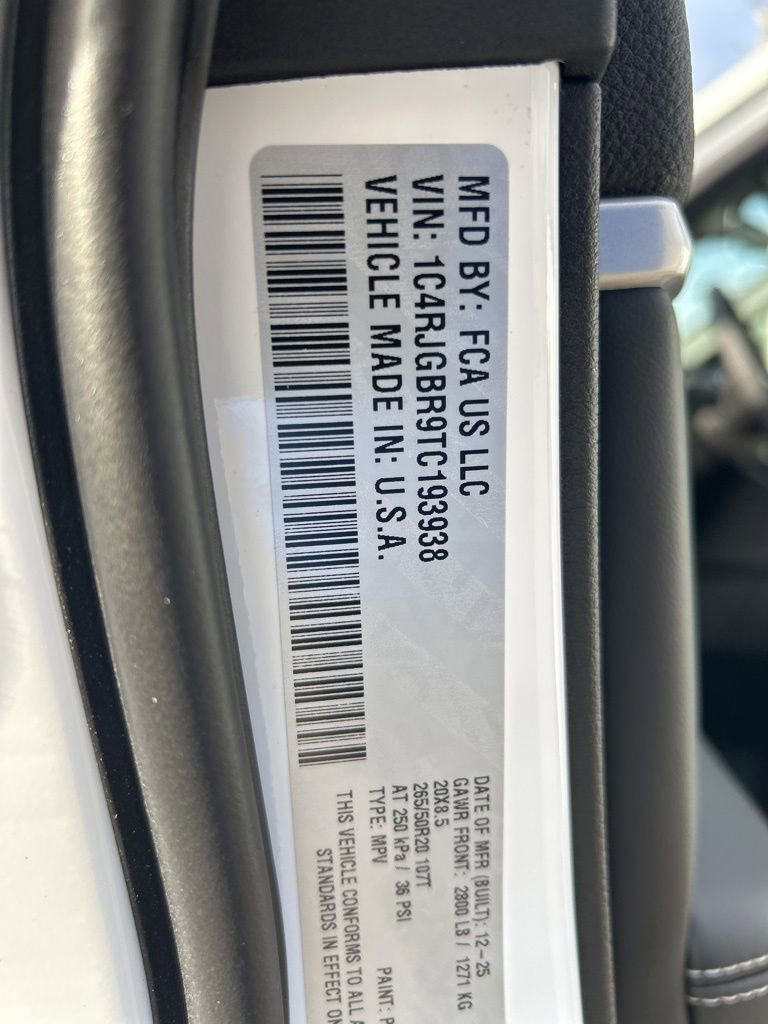 MFD BY: FCA US LLC
VIN: 1C4RJGBR9TC193938
VEHICLE MADE IN: U.S.A.
DATE OF MFR (BUILT): 12-25
GAWR FRONT: 2800 LB / 1271 KG
20X8.5
265/50R20 107T
AT 250 kPa / 36 PSI
TYPE: MPV
PAINT: P
THIS VEHICLE CONFORMS TO ALL A
STANDARDS IN EFFECT ON